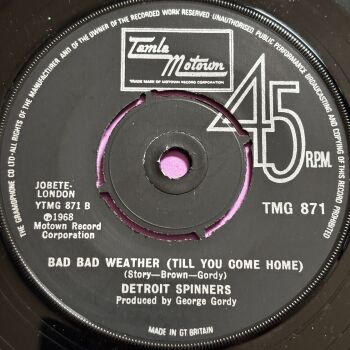 THE GRAMOPHONE CO LTD-ALL RIGHTS OF THE MANUFACTURER AND OF THE OWNER OF THE RECORDED WORK RESERVED UNAUTHORISED PUBLIC PERFORMANCE BROADCASTING AND COPYING OF THIS RECORD PROHIBITED
Tamla
Motown
TRADE MARK OF MOTOWN RECORD CORPORATION
45
R.P.M.
JOBETE-
LONDON
YTMG 871 B
℗1968
Motown Record
Corporation
TMG 871
BAD BAD WEATHER (TILL YOU COME HOME)
(Story—Brown—Gordy)
DETROIT SPINNERS
Produced by George Gordy
MADE IN GT BRITAIN